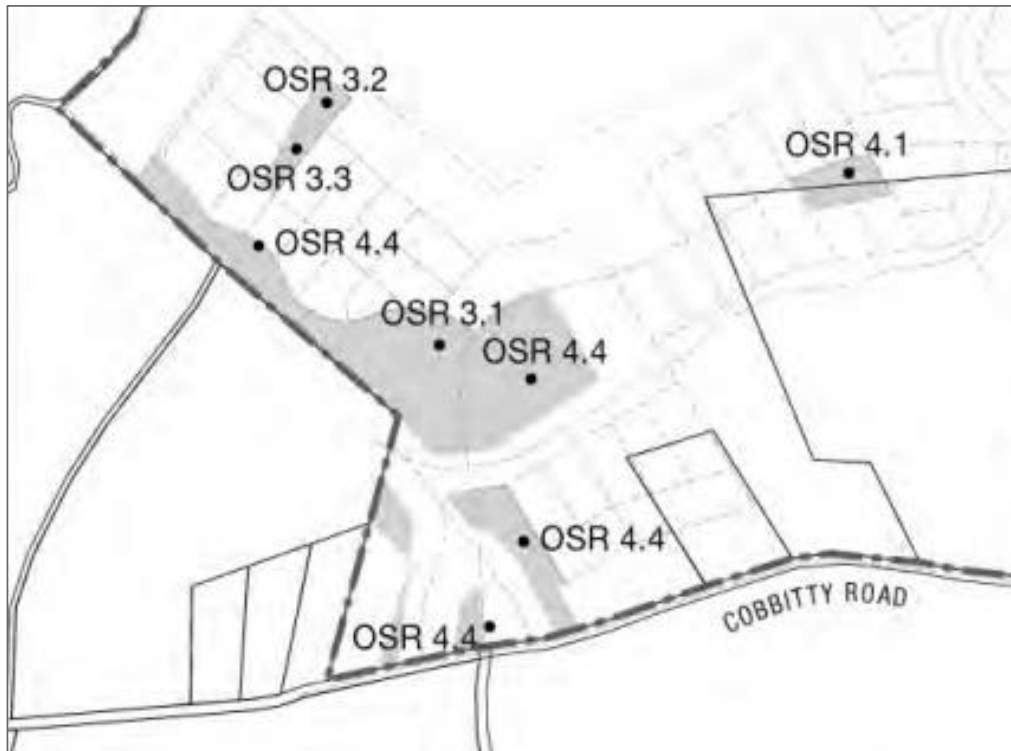 OSR 3.2
OSR 4.1
OSR 3.3
OSR 4.4
OSR 3.1
OSR 4.4
OSR 4.4
COBBITTY ROAD
OSR 4.4